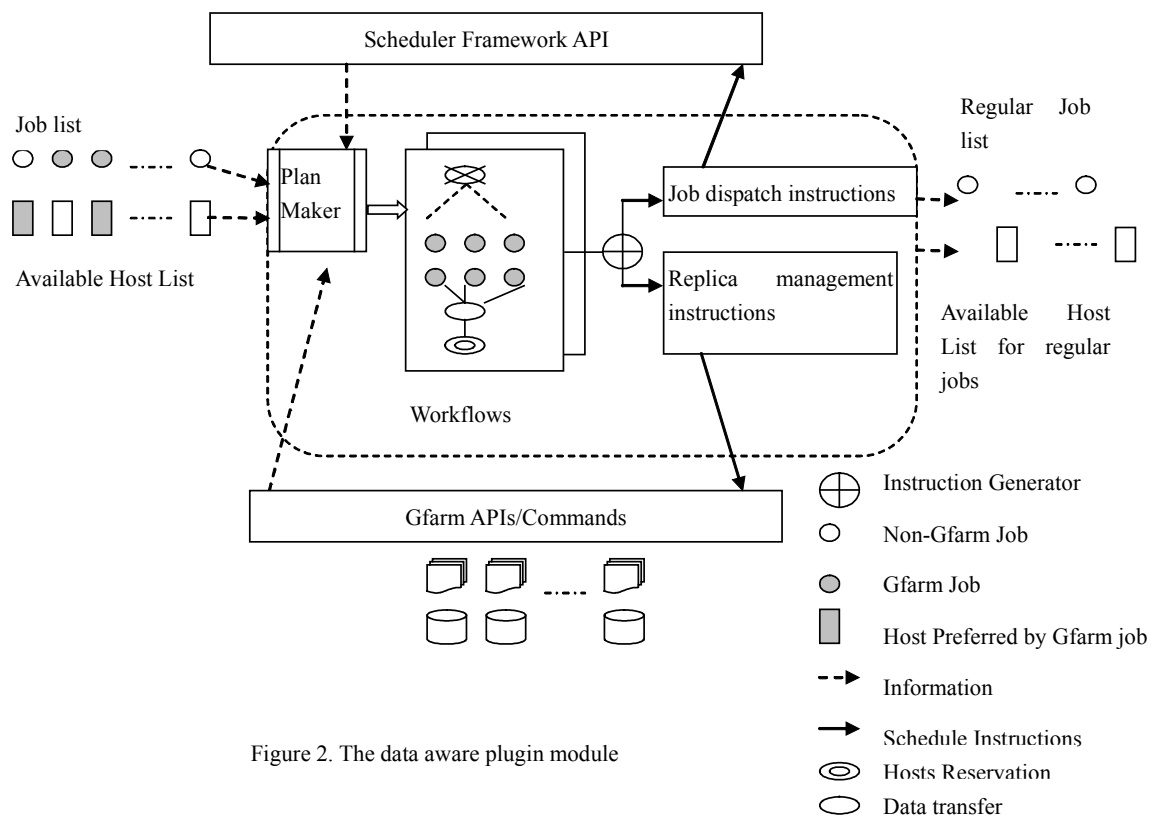 Scheduler Framework API
Job list
Plan
Maker
Available Host List
Job dispatch instructions
Replica management
instructions
Workflows
Regular Job
list
Available Host
List for regular
jobs
Gfarm APIs/Commands
Instruction Generator
Non-Gfarm Job
Gfarm Job
Host Preferred by Gfarm job
Information
Schedule Instructions
Hosts Reservation
Data transfer
Figure 2. The data aware plugin module